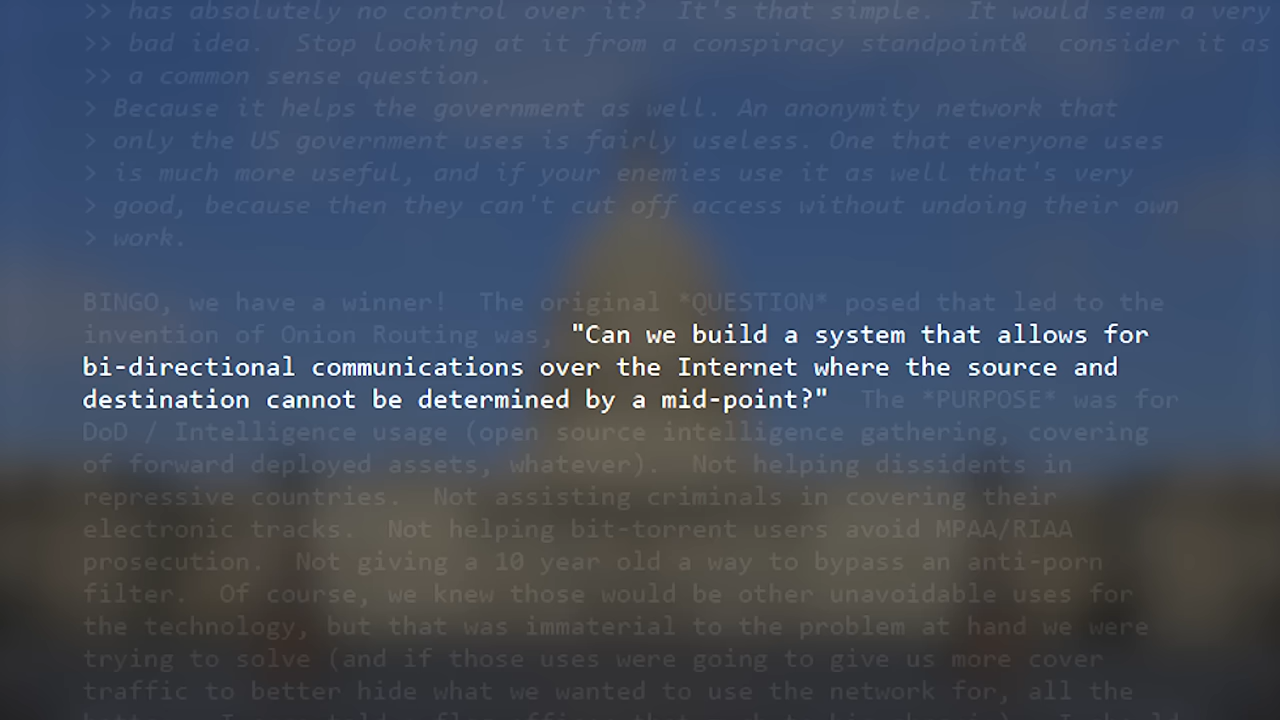 >> has absolutely no control over it?  It's that simple.  It would seem a very
>> bad idea.  Stop looking at it from a conspiracy standpoint&  consider it as
>> a common sense question.
> Because it helps the government as well. An anonymity network that
> only the US government uses is fairly useless. One that everyone uses
> is much more useful, and if your enemies use it as well that's very
> good, because then they can't cut off access without undoing their own
> work.
BINGO, we have a winner!  The original *QUESTION* posed that led to the
invention of Onion Routing was, "Can we build a system that allows for
bi-directional communications over the Internet where the source and
destination cannot be determined by a mid-point?"  The *PURPOSE* was for
DoD / Intelligence usage (open source intelligence gathering, covering
of forward deployed assets, whatever).  Not helping dissidents in
repressive countries.  Not assisting criminals in covering their
electronic tracks.  Not helping bit-torrent users avoid MPAA/RIAA
prosecution.  Not giving a 10 year old a way to bypass an anti-porn
filter.  Of course, we knew those would be other unavoidable uses for
the technology, but that was immaterial to the problem at hand we were
trying to solve (and if those uses were going to give us more cover
traffic to better hide what we wanted to use the network for, all the